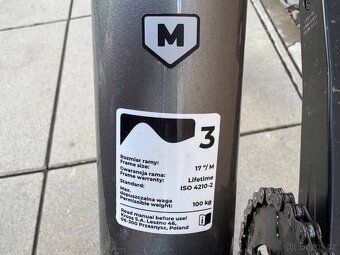 M
3
Rozmiar ramy:
Frame size: 17 "/ M
Gwarancja rama:
Frame warranty: Lifetime
Standard: ISO 4210-2
Max.
dopuszczalna waga
Permissible weight: 100 kg
Read manual before use!
Kross S.A. Leszno 46,
06-300 Przasnysz, Poland